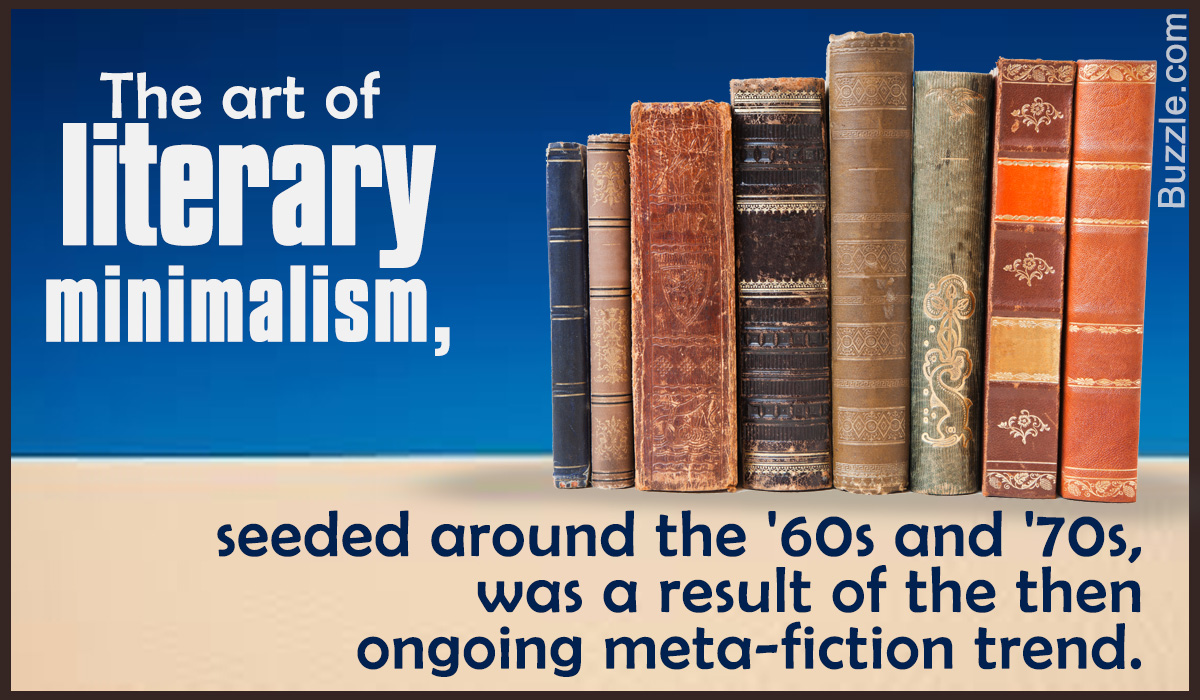 The art of
literary
minimalism,
seeded around the '60s and '70s,
was a result of the then
ongoing meta-fiction trend.
Buzzle.com